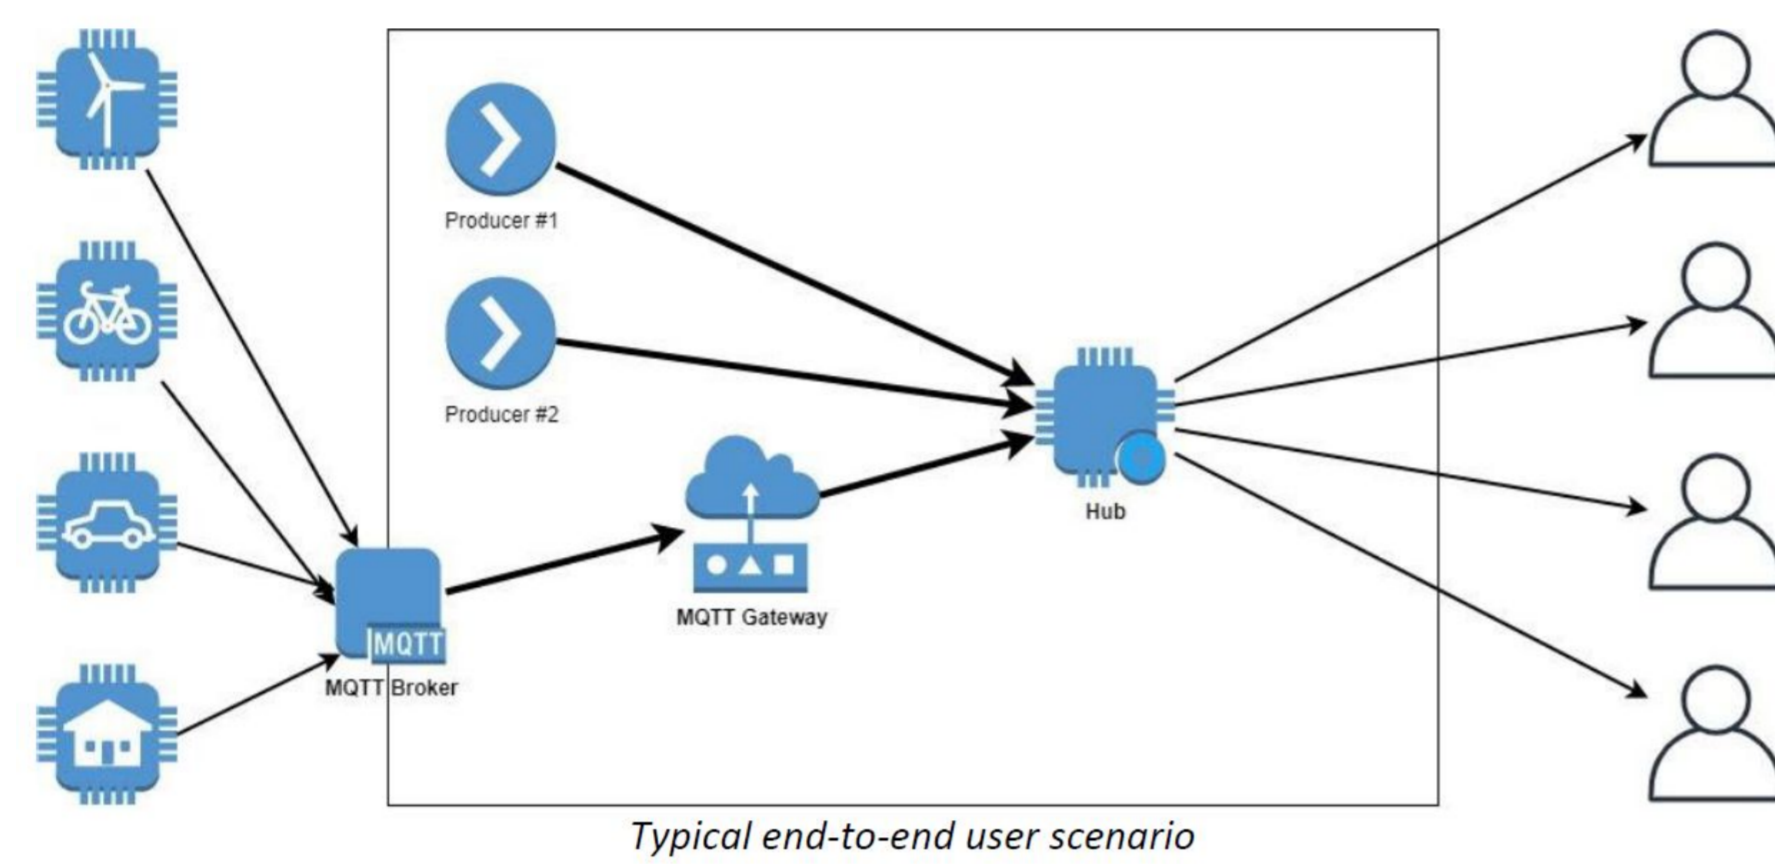 Producer #1
Producer #2
Hub
MQTT Gateway
MQTT
MQTT Broker
Typical end-to-end user scenario